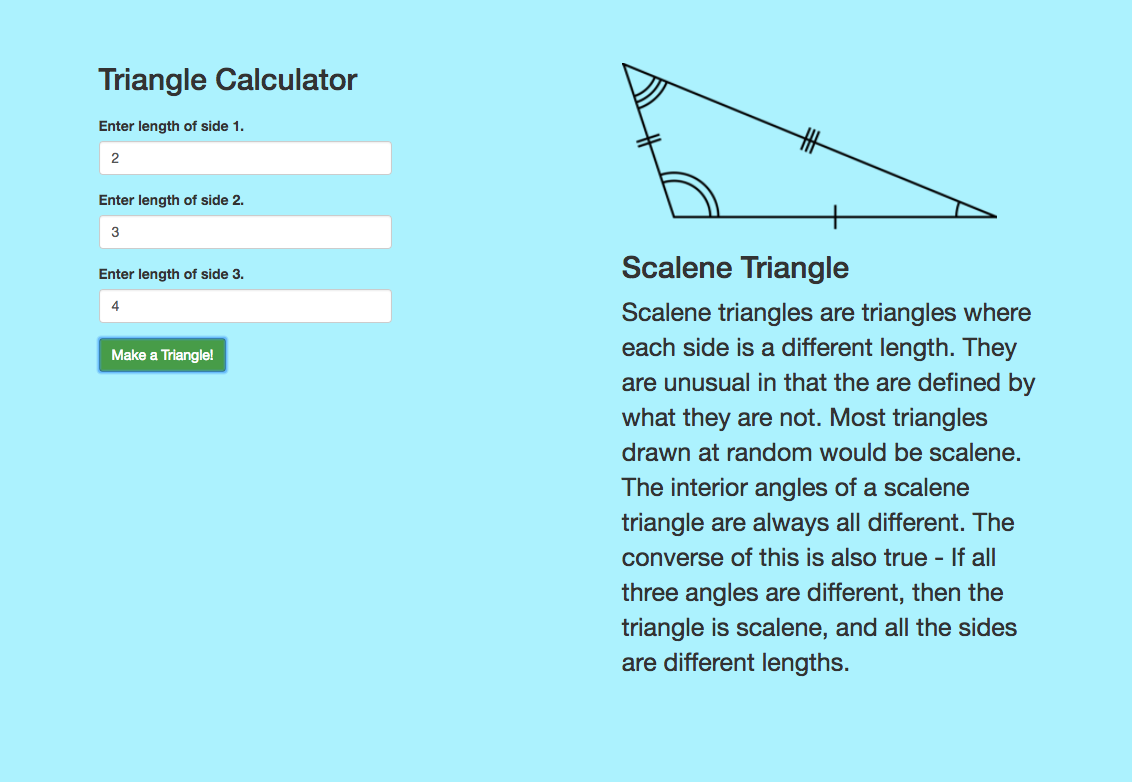 Triangle Calculator
Enter length of side 1.
2
Enter length of side 2.
3
Enter length of side 3.
4
Make a Triangle!
Scalene Triangle
Scalene triangles are triangles where
each side is a different length. They
are unusual in that the are defined by
what they are not. Most triangles
drawn at random would be scalene.
The interior angles of a scalene
triangle are always all different. The
converse of this is also true - If all
three angles are different, then the
triangle is scalene, and all the sides
are different lengths.